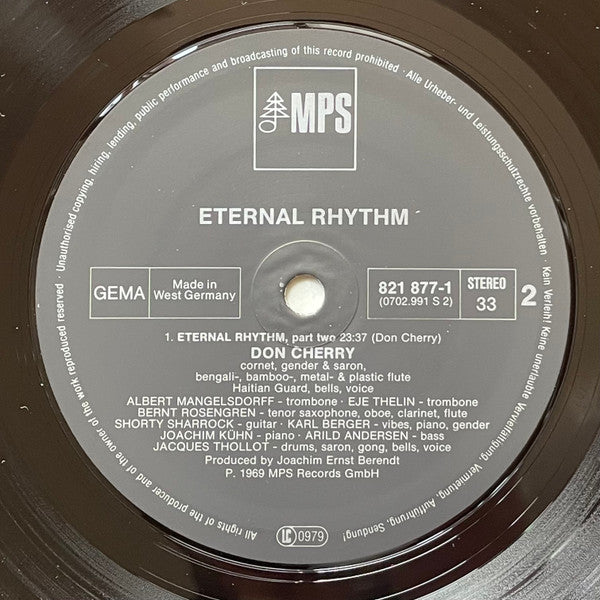 MPS
ETERNAL RHYTHM
GEMA
Made in
West Germany
821 877-1
(0702.991 S 2)
STEREO
33
2
1. ETERNAL RHYTHM, part two 23:37 (Don Cherry)
DON CHERRY
cornet, gender & saron,
bengali-, bamboo-, metal- & plastic flute
Haitian Guard, bells, voice
ALBERT MANGELSDORFF - trombone · EJE THELIN - trombone
BERNT ROSENGREN - tenor saxophone, oboe, clarinet, flute
SHORTY SHARROCK - guitar · KARL BERGER - vibes, piano, gender
JOACHIM KÜHN - piano · ARILD ANDERSEN - bass
JACQUES THOLLOT - drums, saron, gong, bells, voice
Produced by Joachim Ernst Berendt
P. 1969 MPS Records GmbH
LC 0979
All rights of the producer and of the owner of the work reproduced reserved · Unauthorised copying, hiring, lending, public performance and broadcasting of this record prohibited · Alle Urheber- und Leistungsschutzrechte vorbehalten · Kein Verleih! Keine unerlaubte Vervielfältigung, Vermietung, Aufführung, Sendung!